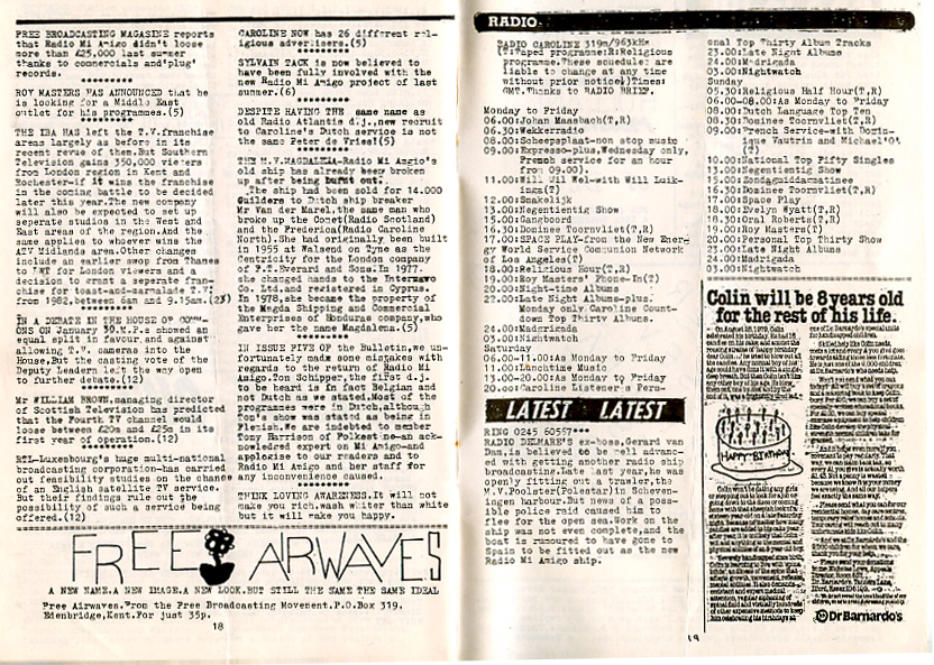 FREE BROADCASTING MAGASINE reports
that Radio Mi Amigo didn't loose
more than £25,000 last summer
thanks to commercials and'plug'
records.
*********
ROY MASTERS HAS ANNOUNCED that he
is looking for a Middle East
outlet for his programmes.(5)
*********
THE IBA HAS left the T.V.franchise
areas largely as before in its
recent revue of them.But Southern
Television gains 350,000 viewers
from London region in Kent and
Rochester-if it wins the franchise
in the coming battle to be decided
later this year.The new company
will also be expected to set up
seperate studios in the West and
East areas of the region.And the
same applies to whoever wins the
ATV Midlands area.Other changes
include an earlier away from Thames
to LWT for London viewers and a
decision to grant a seperate fran-
chise for toast-and-marmalade T.V.
from 1982,between 6am and 9.15am.(23)
*********
IN A DEBATE IN THE HOUSE OF COMM-
ONS ON January 30.M.P.s showed an
equal split in favour and against
allowing T.V. cameras into the
House.But the casting vote of the
Deputy Leader left the way open
to further debate.(12)
*********
Mr WILLIAM BROWN,managing director
of Scottish Television has predicted
that the Fourth TV channel would
loose between £20m and £25m in its
first year of operation.(12)
*********
RTL-Luxembourg's huge multi-national
broadcasting corporation-has carried
out feasibility studies on the chance
of an English satellite TV service.
But their findings rule out the
possibility of such a service being
offered.(12)
CAROLINE NOW has 26 different rel-
igious advertisers.(5)
*********
SYLVAIN TACK is now believed to
have been fully involved with the
new Radio Mi Amigo project of last
summer.(6)
*********
DESPITE HAVING THE same name as
old Radio Atlantis d.j.,new recruit
to Caroline's Dutch service is not
the same Peter de Vries!(5)
*********
THE M.V.MAGDALENA-Radio Mi Amgio's
old ship has already been broken
up after being burnt out.
The ship had been sold for 14.000
Guilders to Dutch ship breaker
Mr Van der Marel,the same man who
broke up the Comet(Radio Scotland)
and the Frederica(Radio Caroline
North).She had originally been built
in 1955 at Walsend on Tyne as the
Centricity for the London company
of F.T.Everard and Sons.In 1977.
she changed hands to the Intermavo
Co. Ltd.and registered in Cyprus.
In 1978,she became the property of
the Magda Shipping and Commercial
Enterprises of Honduras company,who
gave her the name Magdalena.(5)
*********
IN ISSUE FIVE OF the Bulletin,we un-
fortunately made some mistakes with
regards to the return of Radio Mi
Amigo.Ton Schipper,the first d.j.
to be heard is in fact Belgian and
not Dutch as we stated.Most of the
programmes were in Dutch,although
Ton's show was stated as being in
Flemish.We are indebted to member
Tony Harrison of Folkestone-an ack-
nowledged expert on Mi Amigo-and
apologise to our readers and to
Radio Mi Amigo and her staff for
any inconvenience caused.
*********
THINK LOVING AWARENESS.It will not
make you rich,wash whiter than white
but it will make you happy.
FREE AIRWAVES
A NEW NAME.A NEW IMAGE.A NEW LOOK.BUT STILL THE SAME THE SAME IDEAL
Free Airwaves.From the Free Broadcasting Movement.P.O.Box 319.
Edenbridge,Kent.For just 35p.
18
RADIO
RADIO CAROLINE 319m/963kHz
(T:Taped programme:R:Religious
programme.These schedules are
liable to change at any time
without prior notice.)Times:
GMT.Thanks to RADIO BRIEF.
Monday to Friday
06.00:Johan Maasbach(T,R)
06.30:Wekkerradio
08.00:Scheepsplaat-non stop music
09.00:Expresso-plus,Wednesday only,
French service for an hour
from 09.00).
11.00:Will Wil Wel-with Will Luik-
ings(T)
12.00:Smakelijk
13.00:Negentientig Show
15.00:Gangboord
16.30:Dominee Toornvliet(T,R)
17.00:SPACE PLAY-from the New Ener-
gy World Service Communion Network
of Los Angeles(T)
18.00:Religious Hour(T,R)
19.00:Roy Masters' Phone-In(T)
20.00:Night-time Albums
22.00:Late Night Albums-plus.
Monday only Caroline Count-
down Top Thirty Albums.
24.00:Madgricada
03.00:Nightwatch
Saturday
06.00-11.00:As Monday to Friday
11.00:Lunchtime Music
13.00-20.00:As Monday to Friday
20.00:Caroline Listener's Pers-
LATEST LATEST
RING 0245 60557***
RADIO DELMARE's ex-boss,Gerard van
Dam,is believed to be well advanc-
ed with getting another radio ship
broadcasting.Late last year,he was
openly fitting out a trawler,the
M.V.Poolster(Polestar)in Scheven-
ingen harbour.But news of a poss-
ible police raid caused him to
flee for the open sea.Work on the
ship was not even complete,and the
boat is rumoured to have gone to
Spain to be fitted out as the new
Radio Mi Amigo ship.
onal Top Thirty Album Tracks
23.00:Late Night Albums
24.00:Madrigada
03.00:Nightwatch
Sunday
05.30:Religious Half Hour(T,R)
06.00-08.00:As Monday to Friday
08.00:Dutch Language Top Ten
08.30:Dominee Toornvliet(T,R)
09.00:French Service-with Domin-
ique Vautrin and Michael'O'
(T)
10.00:National Top Fifty Singles
13.00:Negentientig Show
15.00:Zondagmiddagmatinee
16.30:Dominee Toornvliet(T,R)
17.00:Space Play
18.00:Evelyn Wyatt(T,R)
18.30:Oral Roberts(T,R)
19.00:Roy Masters(T)
20.00:Personal Top Thirty Show
23.00:Late Night Albums
24.00:Madrigada
03.00:Nightwatch
Colin will be 8 years old
for the rest of his life.
HAPPY BIRTHDAY
Dr Barnardo's
19